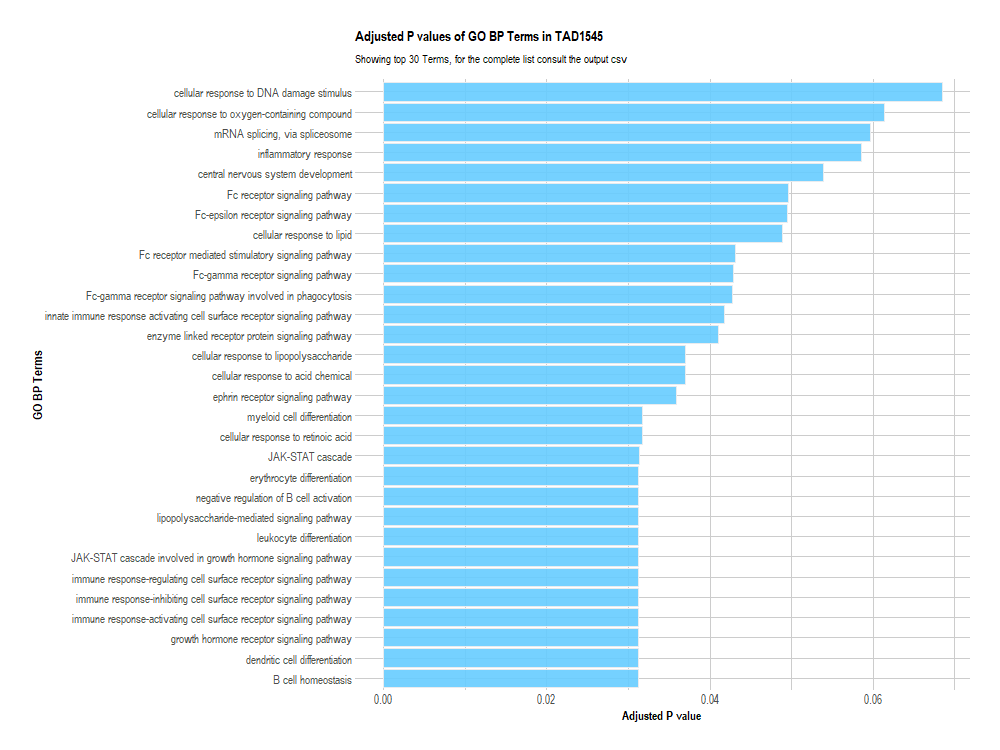 Adjusted P values of GO BP Terms in TAD1545
Showing top 30 Terms, for the complete list consult the output csv
cellular response to DNA damage stimulus
cellular response to oxygen-containing compound
mRNA splicing, via spliceosome
inflammatory response
central nervous system development
Fc receptor signaling pathway
Fc-epsilon receptor signaling pathway
cellular response to lipid
Fc receptor mediated stimulatory signaling pathway
Fc-gamma receptor signaling pathway
Fc-gamma receptor signaling pathway involved in phagocytosis
innate immune response activating cell surface receptor signaling pathway
enzyme linked receptor protein signaling pathway
cellular response to lipopolysaccharide
cellular response to acid chemical
ephrin receptor signaling pathway
myeloid cell differentiation
cellular response to retinoic acid
JAK-STAT cascade
erythrocyte differentiation
negative regulation of B cell activation
lipopolysaccharide-mediated signaling pathway
leukocyte differentiation
JAK-STAT cascade involved in growth hormone signaling pathway
immune response-regulating cell surface receptor signaling pathway
immune response-inhibiting cell surface receptor signaling pathway
immune response-activating cell surface receptor signaling pathway
growth hormone receptor signaling pathway
dendritic cell differentiation
B cell homeostasis
GO BP Terms
0.00 0.02 0.04 0.06
Adjusted P value